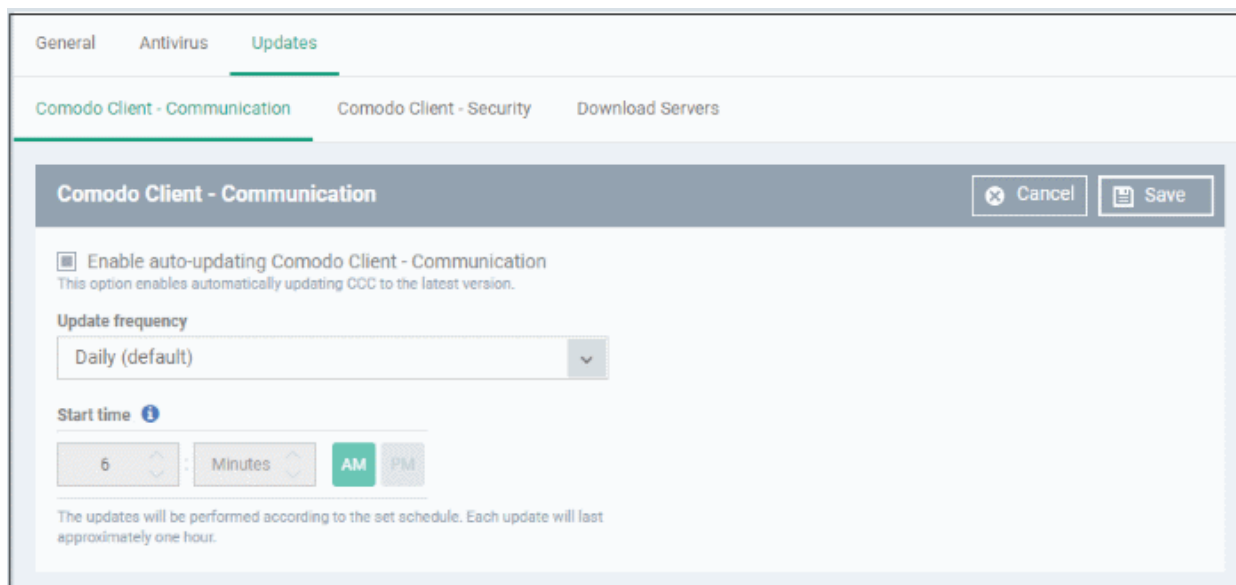 General Antivirus Updates
Comodo Client - Communication Comodo Client - Security Download Servers
Comodo Client - Communication Cancel Save
Enable auto-updating Comodo Client - Communication
This option enables automatically updating CCC to the latest version.
Update frequency
Daily (default)
Start time
6 : Minutes AM PM
The updates will be performed according to the set schedule. Each update will last
approximately one hour.